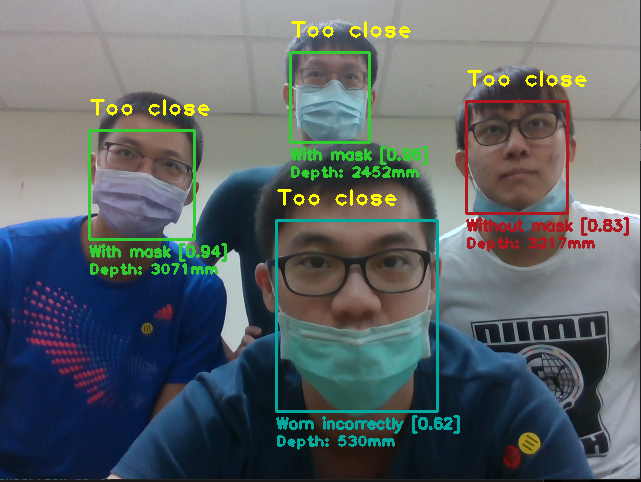 Too close
Too close
Too close
With mask [0.96]
Depth: 2452mm
Too close
Without mask [0.83]
Depth: 3217mm
With mask [0.94]
Depth: 3071mm
Worn incorrectly [0.62]
Depth: 530mm